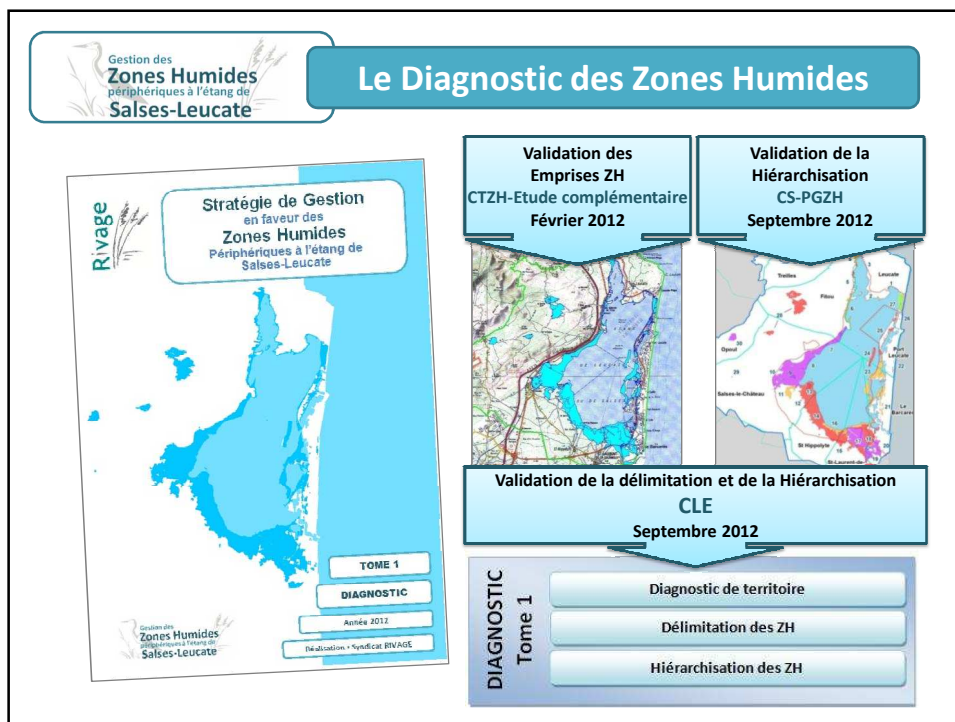 Gestion des
Zones Humides
périphériques à l'étang de
Salses-Leucate
Le Diagnostic des Zones Humides
Rivage
Stratégie de Gestion
en faveur des
Zones Humides
Périphériques à l'étang de
Salses-Leucate
TOME 1
DIAGNOSTIC
Année 2012
Réalisation : Syndicat RIVAGE
Gestion des
Zones Humides
périphériques à l'étang de
Salses-Leucate
Validation des
Emprises ZH
CTZH-Etude complémentaire
Février 2012
Validation de la
Hiérarchisation
CS-PGZH
Septembre 2012
Treilles
Leucate
Fitou
Opoul
Port
Leucate
Salses-le-Château
Le
Barcarès
St Hippolyte
St-Laurent-de-
Validation de la délimitation et de la Hiérarchisation
CLE
Septembre 2012
DIAGNOSTIC
Tome 1
Diagnostic de territoire
Délimitation des ZH
Hiérarchisation des ZH